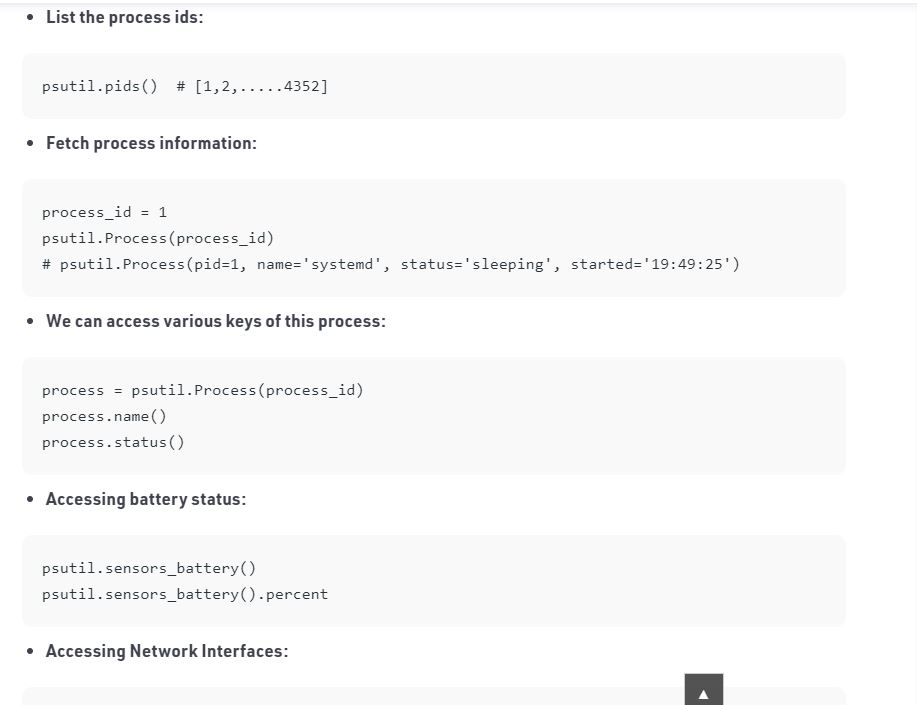 • List the process ids:
psutil.pids()  # [1,2,.....4352]
• Fetch process information:
process_id = 1
psutil.Process(process_id)
# psutil.Process(pid=1, name='systemd', status='sleeping', started='19:49:25')
• We can access various keys of this process:
process = psutil.Process(process_id)
process.name()
process.status()
• Accessing battery status:
psutil.sensors_battery()
psutil.sensors_battery().percent
• Accessing Network Interfaces: